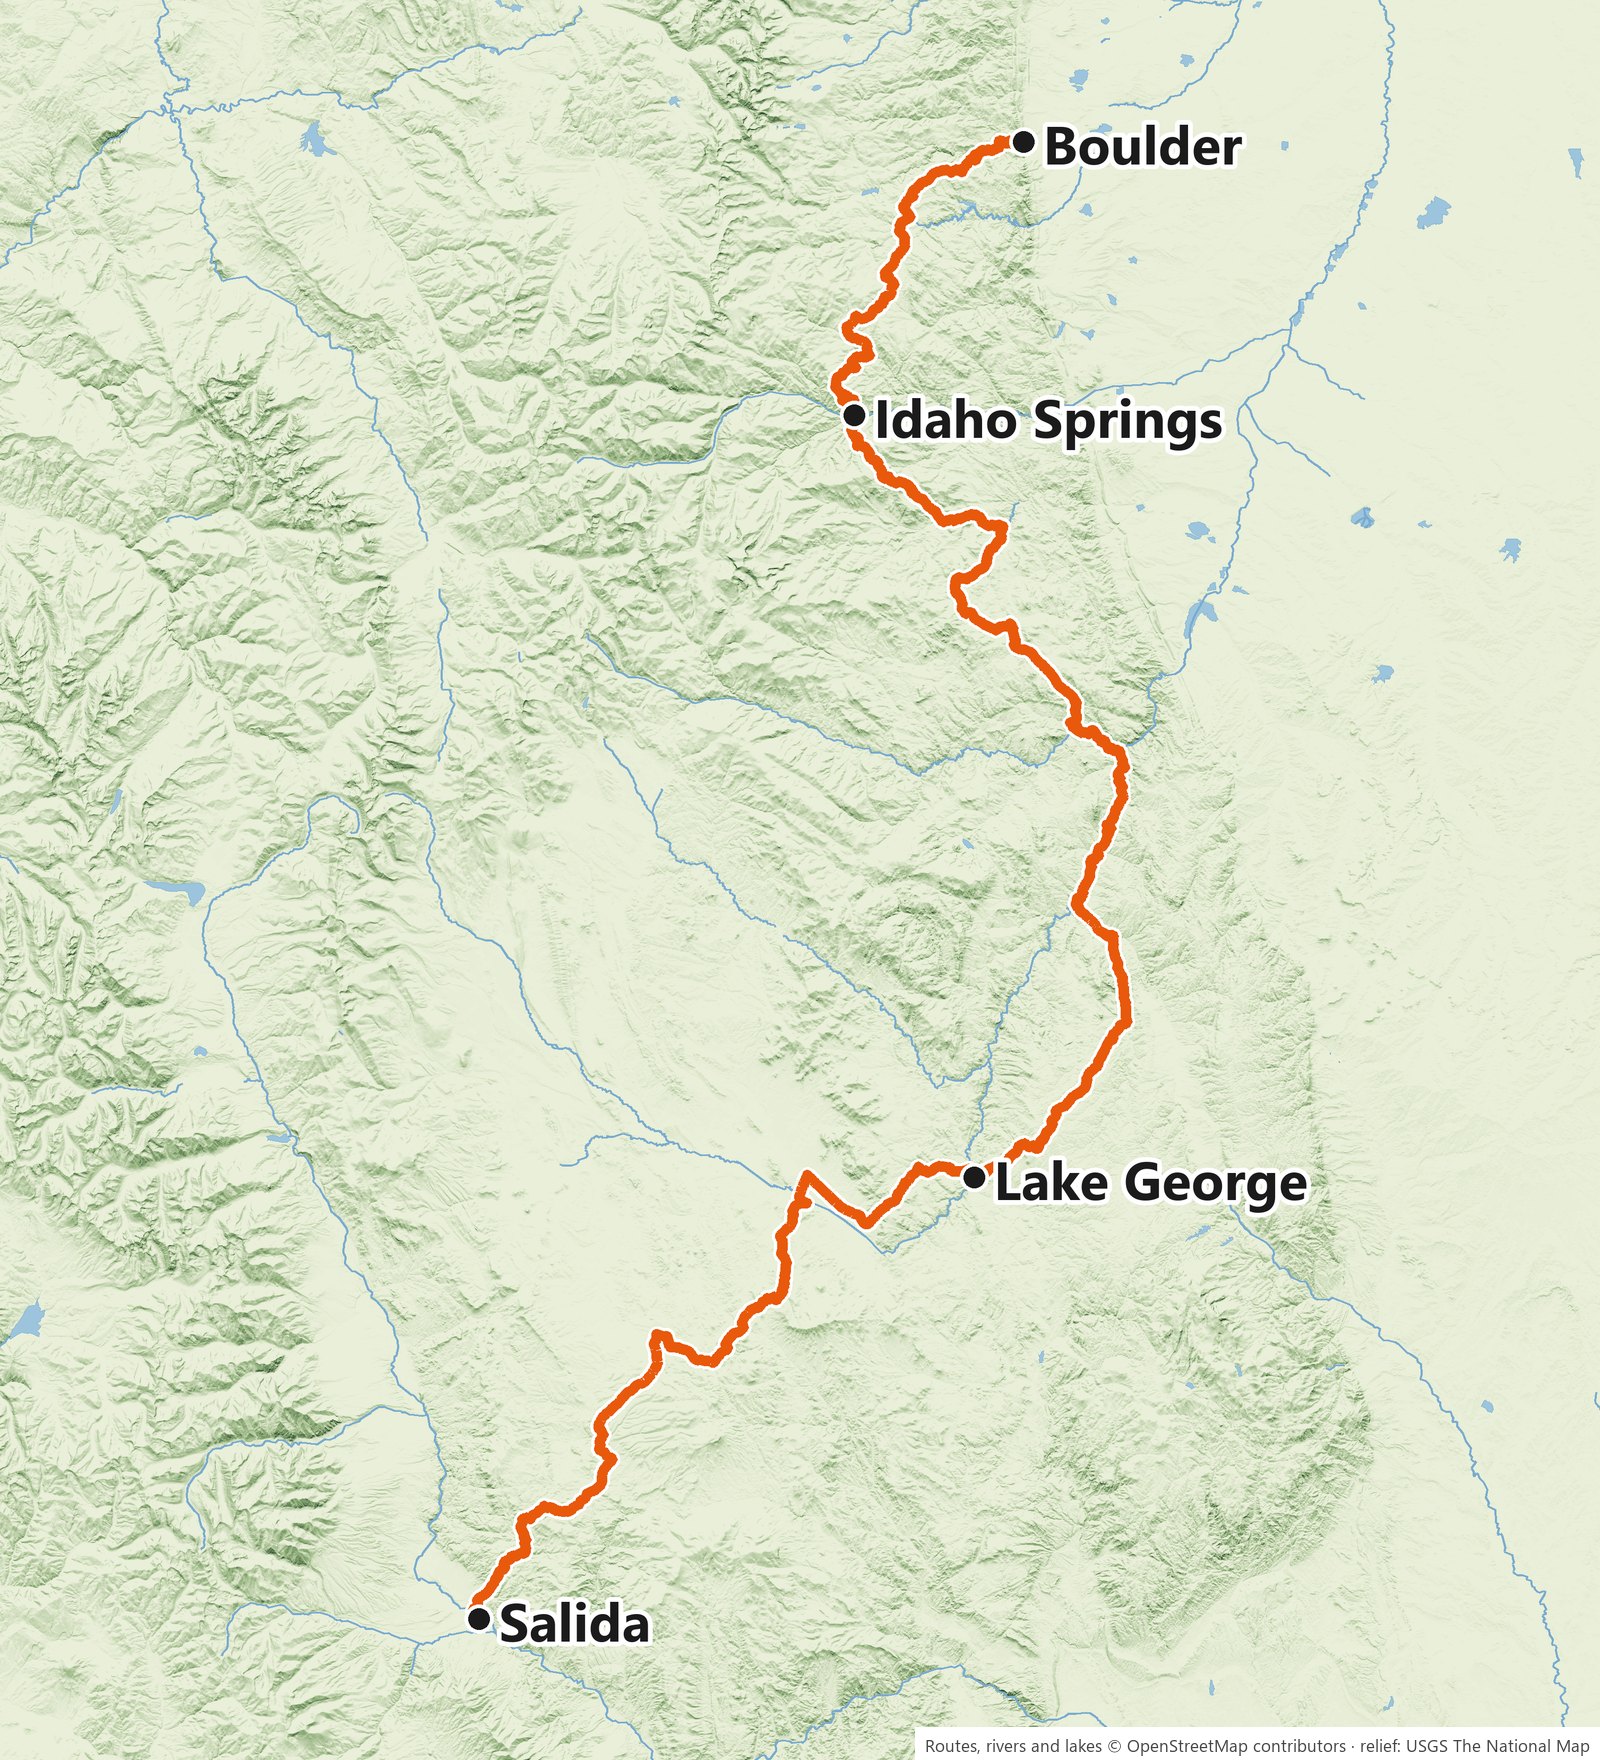 Boulder
Idaho Springs
Lake George
Salida
Routes, rivers and lakes © OpenStreetMap contributors · relief: USGS The National Map